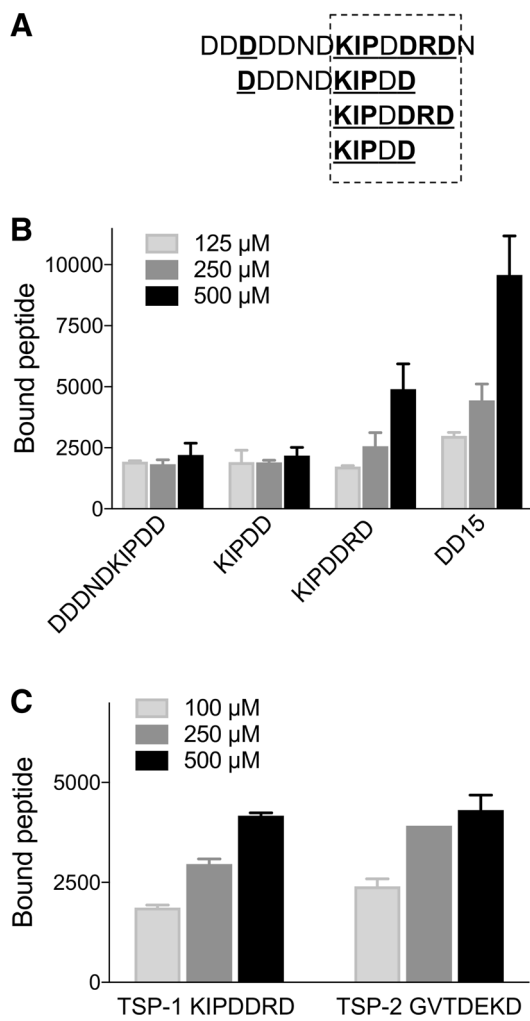 A
DDDDDNDKIPDDRDN
DDDNDKIPDD
KIPDDRD
KIPDD
B
125 µM
250 µM
500 µM
Bound peptide
10000
7500
5000
2500
0
DDDNDKIPDD
KIPDD
KIPDDRD
DD15
C
100 µM
250 µM
500 µM
Bound peptide
5000
2500
0
TSP-1 KIPDDRD
TSP-2 GVTDEKD